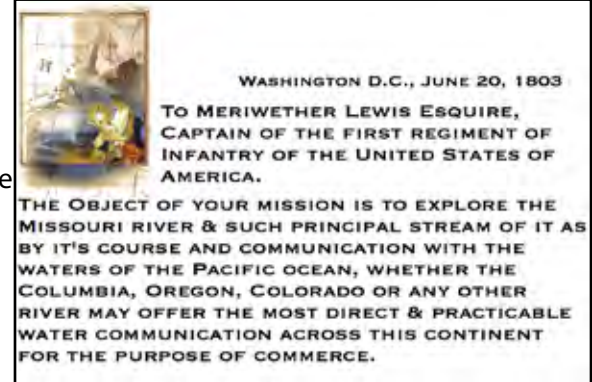 WASHINGTON D.C., JUNE 20, 1803
TO MERIWETHER LEWIS ESQUIRE,
CAPTAIN OF THE FIRST REGIMENT OF
INFANTRY OF THE UNITED STATES OF
AMERICA.
e
THE OBJECT OF YOUR MISSION IS TO EXPLORE THE
MISSOURI RIVER & SUCH PRINCIPAL STREAM OF IT AS
BY IT'S COURSE AND COMMUNICATION WITH THE
WATERS OF THE PACIFIC OCEAN, WHETHER THE
COLUMBIA, OREGON, COLORADO OR ANY OTHER
RIVER MAY OFFER THE MOST DIRECT & PRACTICABLE
WATER COMMUNICATION ACROSS THIS CONTINENT
FOR THE PURPOSE OF COMMERCE.